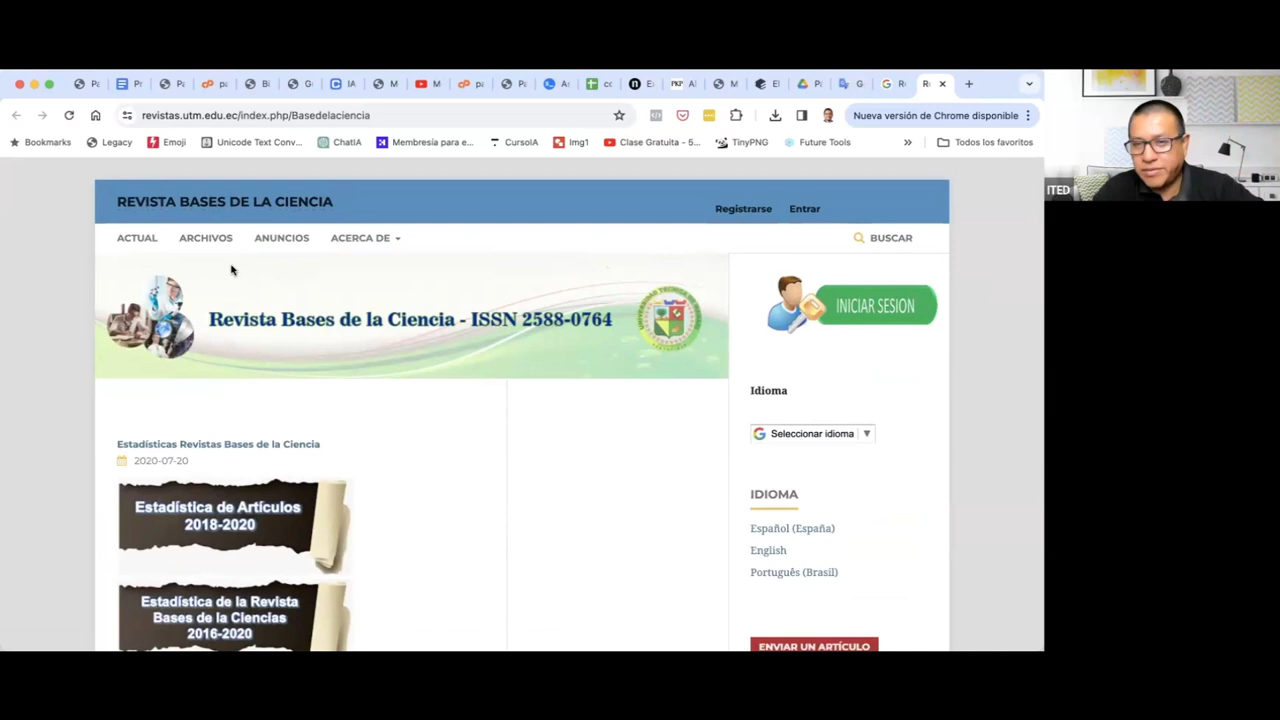 revistas.utm.edu.ec/index.php/Basedelaciencia
Nueva versión de Chrome disponible
Bookmarks
Legacy
Emoji
Unicode Text Conv...
ChatIA
Membresía para e...
CursoIA
Img1
Clase Gratuita - 5...
TinyPNG
Future Tools
»
Todos los favoritos
ITED
REVISTA BASES DE LA CIENCIA
Registrarse Entrar
ACTUAL ARCHIVOS ANUNCIOS ACERCA DE
BUSCAR
Revista Bases de la Ciencia - ISSN 2588-0764
INICIAR SESION
Idioma
Seleccionar idioma
Estadísticas Revistas Bases de la Ciencia
2020-07-20
Estadística de Artículos
2018-2020
Estadística de la Revista
Bases de la Ciencias
2016-2020
IDIOMA
Español (España)
English
Português (Brasil)
ENVIAR UN ARTÍCULO